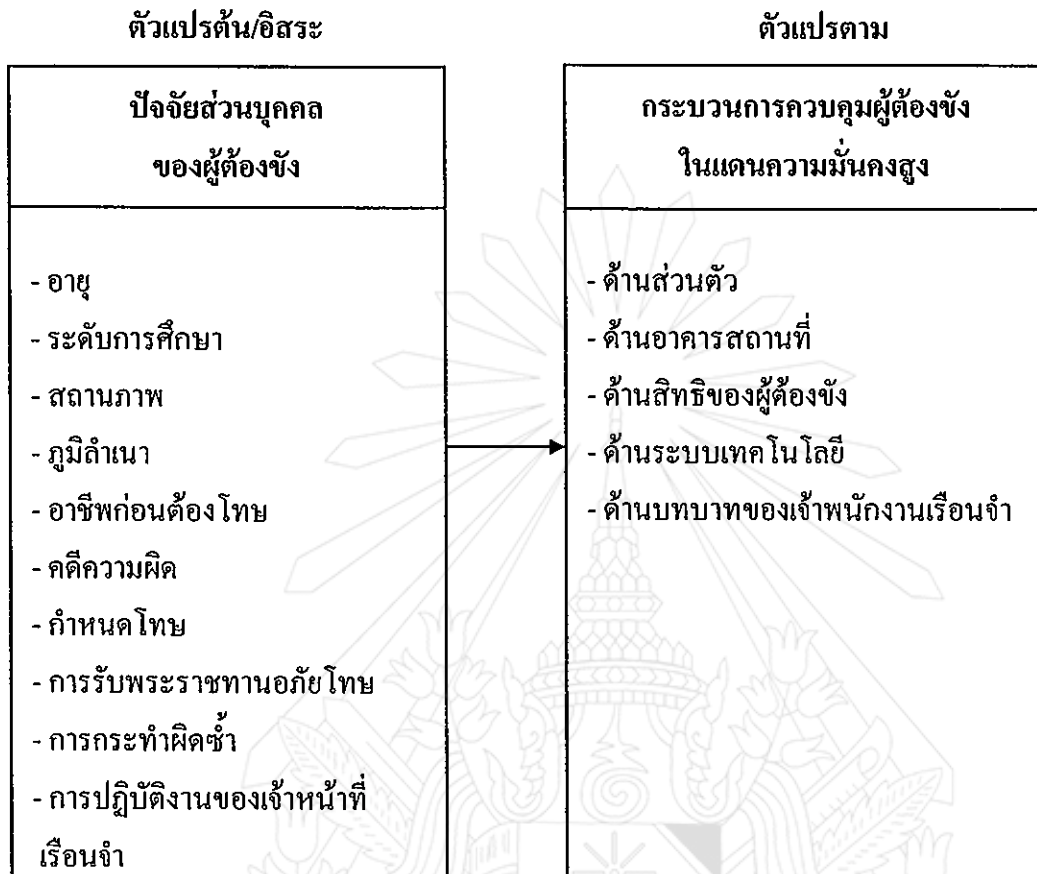 ตัวแปรต้น/อิสระ
ปัจจัยส่วนบุคคล
ของผู้ต้องขัง
- อายุ
- ระดับการศึกษา
- สถานภาพ
- ภูมิลำเนา
- อาชีพก่อนต้องโทษ
- คดีความผิด
- กำหนดโทษ
- การรับพระราชทานอภัยโทษ
- การกระทำผิดซ้ำ
- การปฏิบัติงานของเจ้าหน้าที่
เรือนจำ
ตัวแปรตาม
กระบวนการควบคุมผู้ต้องขัง
ในแดนความมั่นคงสูง
- ด้านส่วนตัว
- ด้านอาคารสถานที่
- ด้านสิทธิของผู้ต้องขัง
- ด้านระบบเทคโนโลยี
- ด้านบทบาทของเจ้าพนักงานเรือนจำ